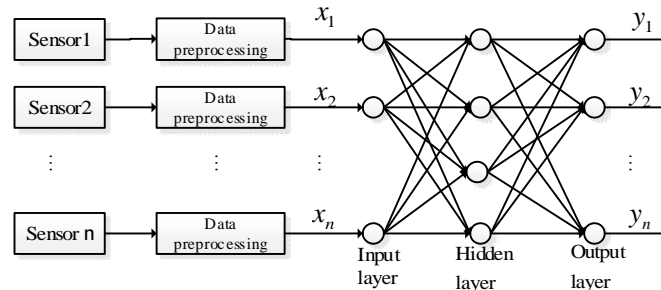 Sensor1 Data preprocessing x1 y1
Sensor2 Data preprocessing x2 y2
⋮ ⋮ ⋮ ⋮
Sensor n Data preprocessing xn yn
Input layer Hidden layer Output layer